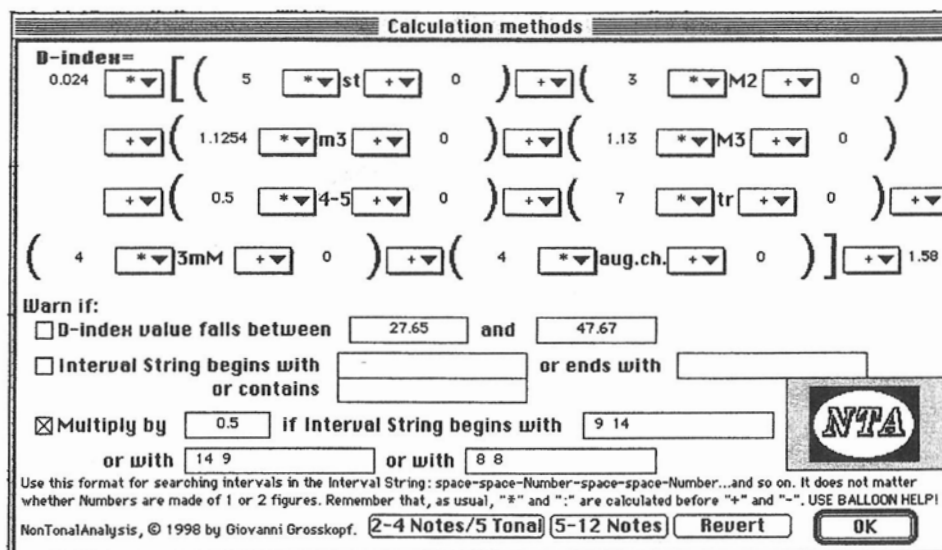 Calculation methods
D-index=
0.024 * [ ( 5 * st + 0 ) + ( 3 * M2 + 0 )
+ ( 1.1254 * m3 + 0 ) + ( 1.13 * M3 + 0 )
+ ( 0.5 * 4-5 + 0 ) + ( 7 * tr + 0 ) +
( 4 * 3mM + 0 ) + ( 4 * aug.ch. + 0 ) ] + 1.58
Warn if:
D-index value falls between 27.65 and 47.67
Interval String begins with or ends with
or contains
Multiply by 0.5 if Interval String begins with 9 14
or with 14 9 or with 8 8
NTA
Use this format for searching intervals in the Interval String: space-space-Number-space-space-Number...and so on. It does not matter
whether Numbers are made of 1 or 2 figures. Remember that, as usual, "*" and ":" are calculated before "+" and "-". USE BALLOON HELP!
NonTonalAnalysis, © 1998 by Giovanni Grosskopf. 2-4 Notes/5 Tonal 5-12 Notes Revert OK